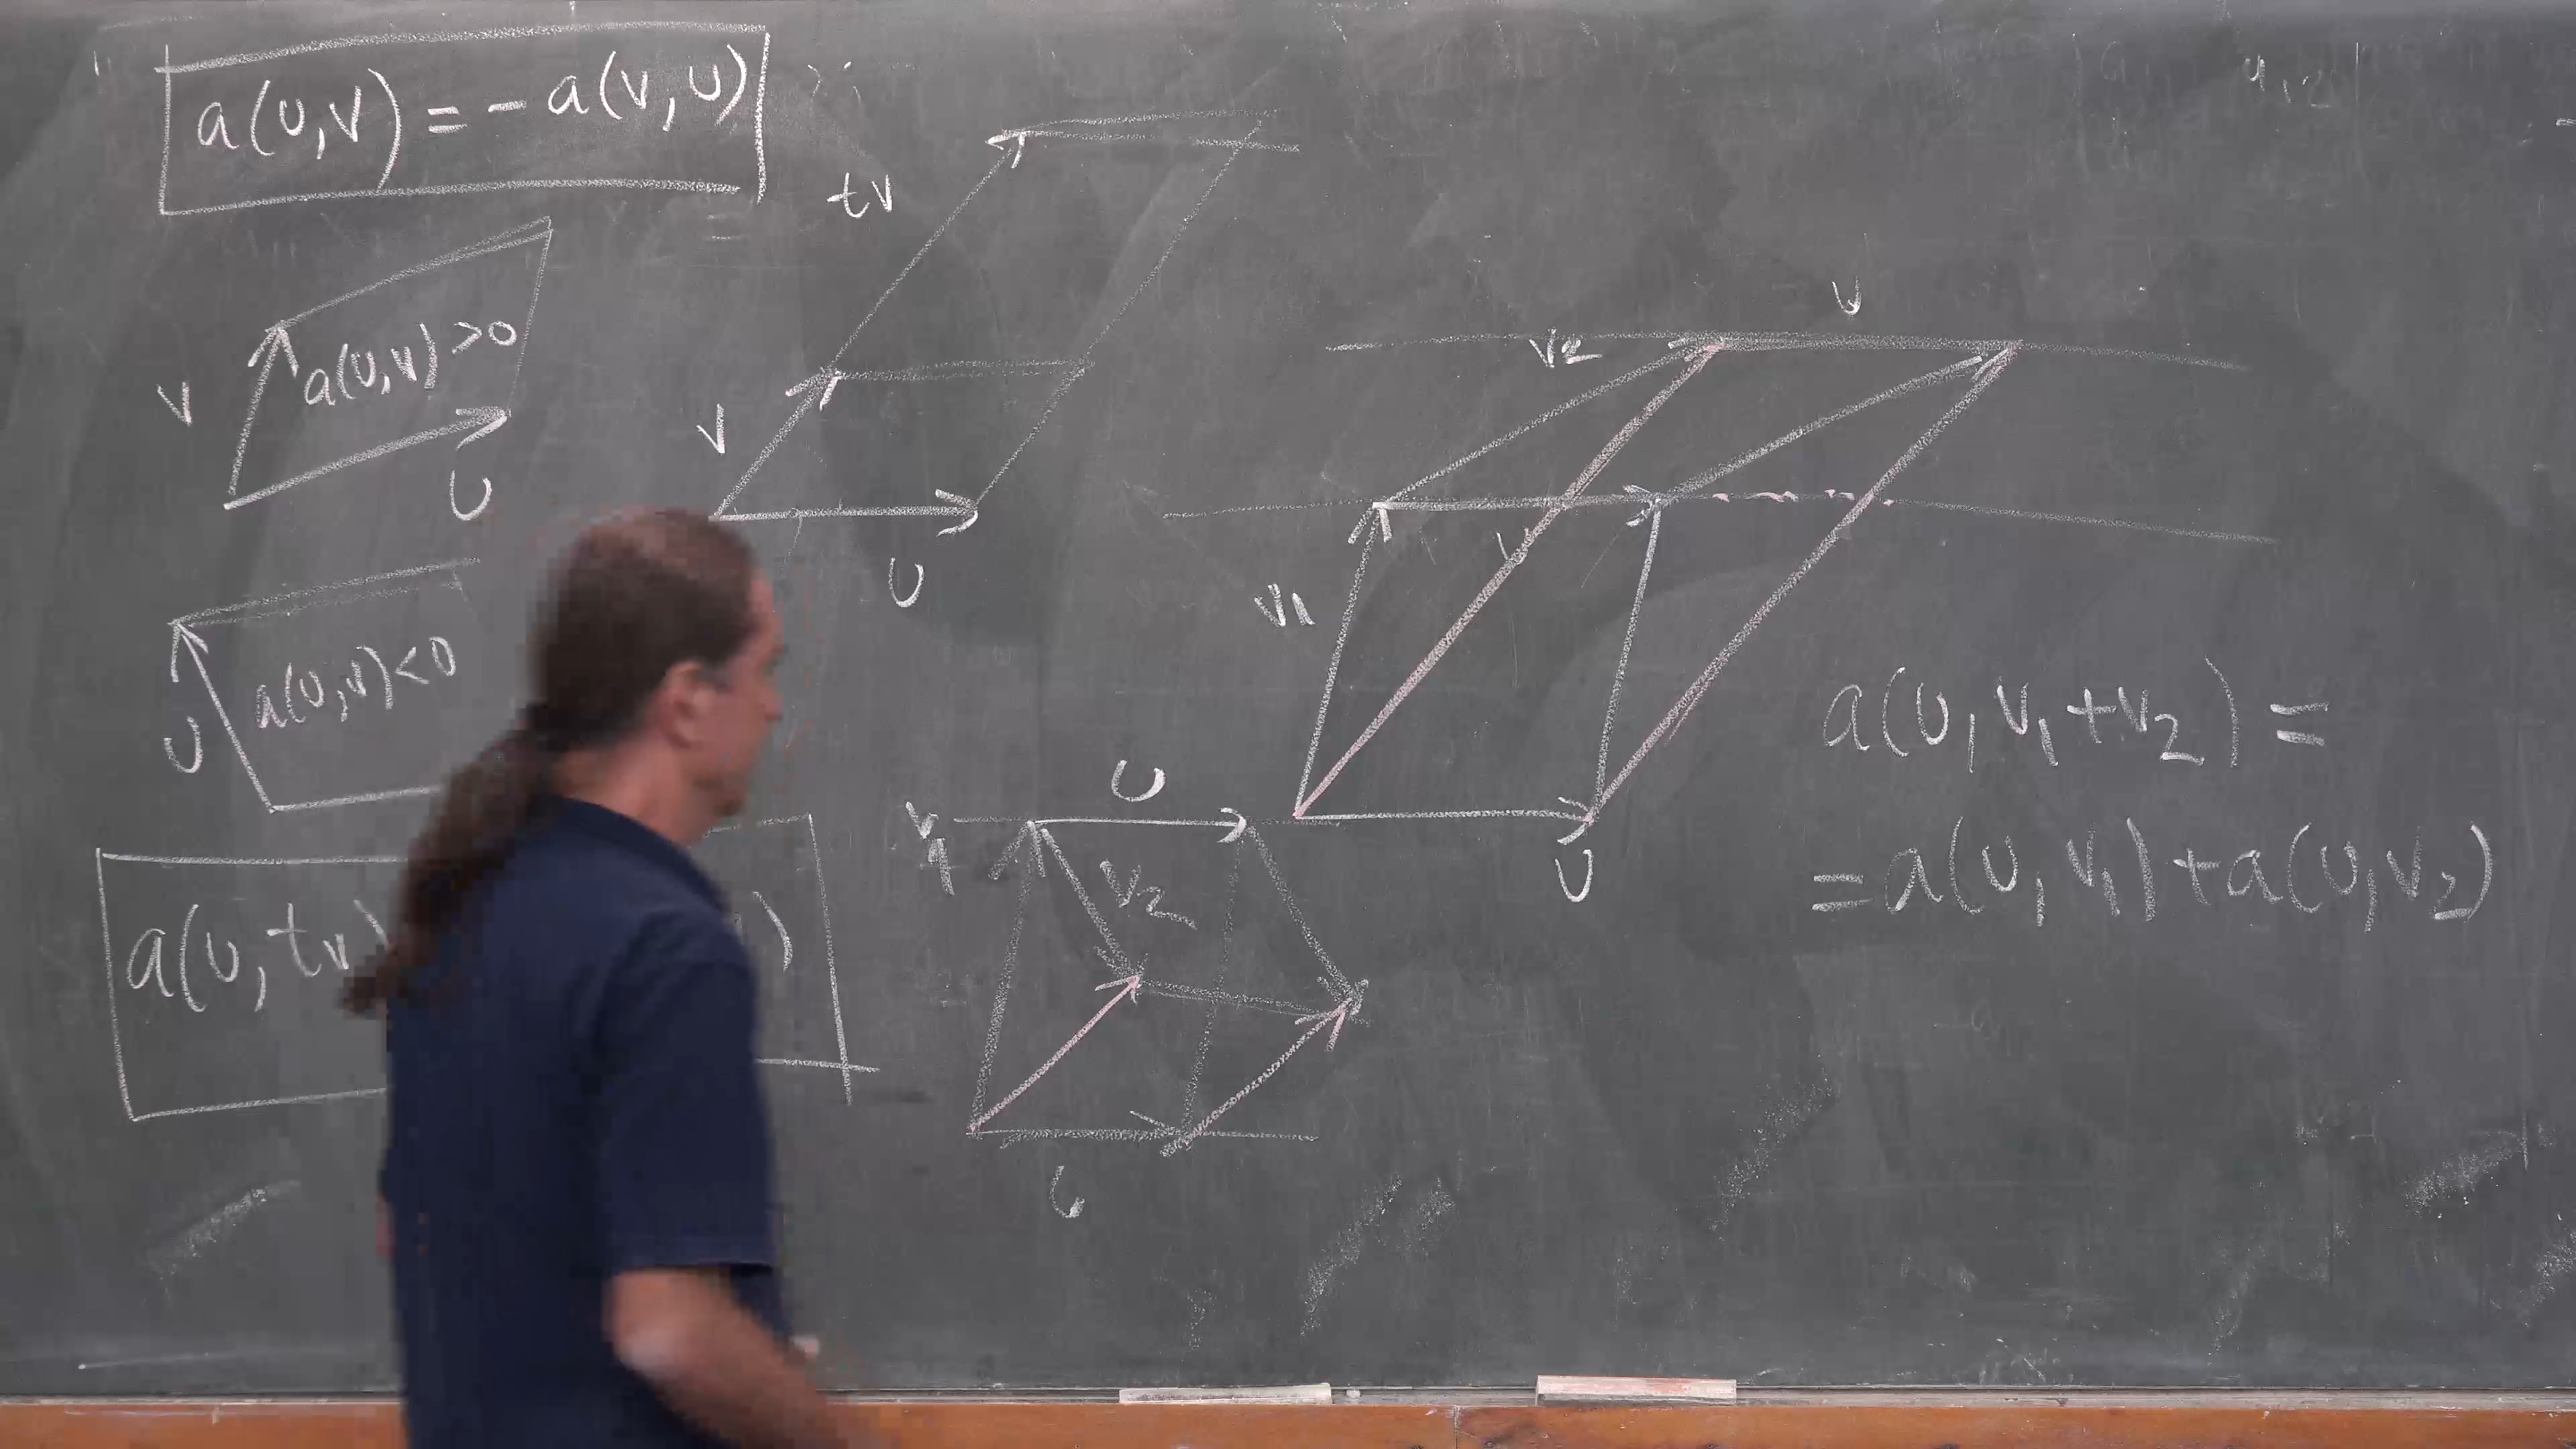 a(u,v) = - a(v,u)
a(u,v) >0
v
u
a(u,v) <0
u
a(u, tv
)
tv
v
u
u
v2
v1
u
u
v1
v2
a(u,v1+v2) =
= a(u,v1)+a(u,v2)